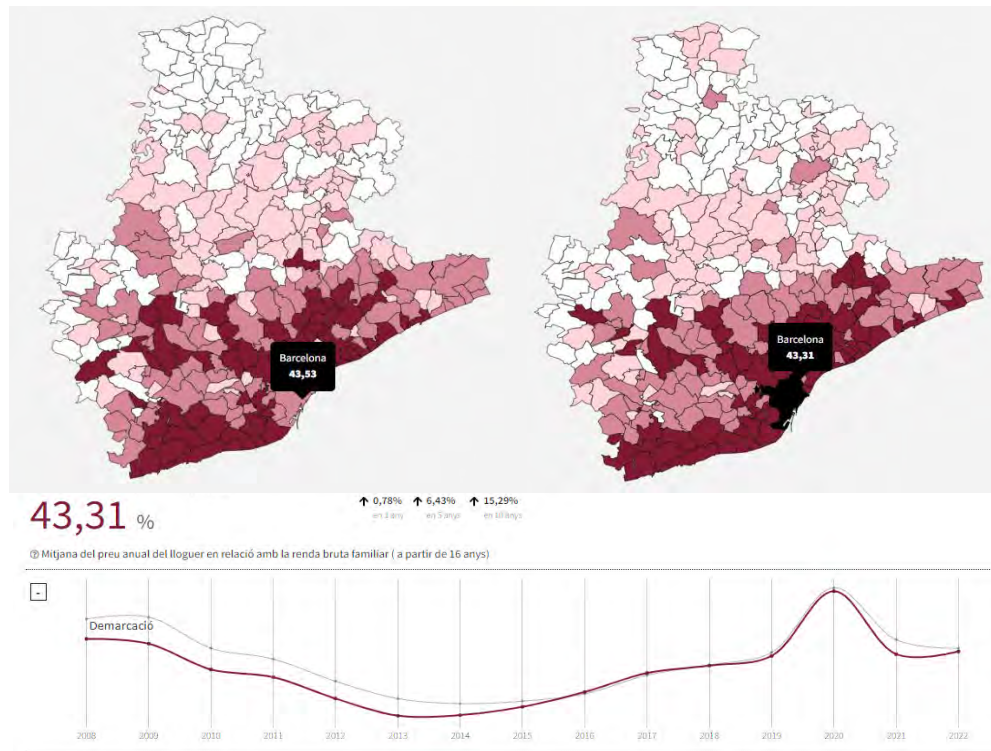 Barcelona
43,53
Barcelona
43,31
43,31 %
0,78%
en 1 any
6,43%
en 5 anys
15,29%
en 10 anys
Mitjana del preu anual del lloguer en relació amb la renda bruta familiar ( a partir de 16 anys)
-
Demarcació
2008 2009 2010 2011 2012 2013 2014 2015 2016 2017 2018 2019 2020 2021 2022